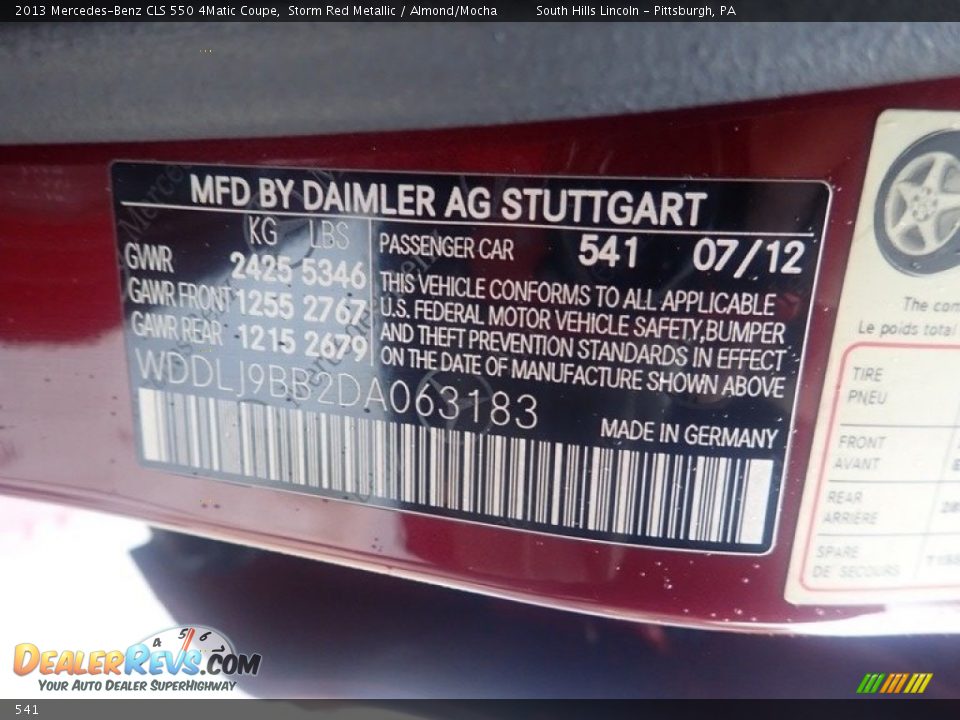 2013 Mercedes-Benz CLS 550 4Matic Coupe, Storm Red Metallic / Almond/Mocha South Hills Lincoln - Pittsburgh, PA
MFD BY DAIMLER AG STUTTGART
KG LBS
GVWR 2425 5346
GAWR FRONT 1255 2767
GAWR REAR 1215 2679
PASSENGER CAR 541 07/12
THIS VEHICLE CONFORMS TO ALL APPLICABLE
U.S. FEDERAL MOTOR VEHICLE SAFETY, BUMPER
AND THEFT PREVENTION STANDARDS IN EFFECT
ON THE DATE OF MANUFACTURE SHOWN ABOVE
WDDLJ9BB2DA063183
MADE IN GERMANY
The com
Le poids total
TIRE
PNEU
FRONT
AVANT
REAR
ARRIERE
SPARE
DE SECOURS
4 5 6
DEALERREVS.COM
YOUR AUTO DEALER SUPERHIGHWAY
541